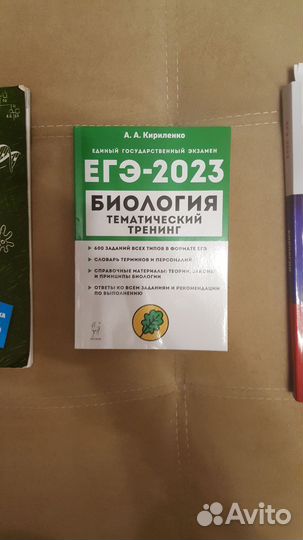 А. А. Кириленко
ЕДИНЫЙ ГОСУДАРСТВЕННЫЙ ЭКЗАМЕН
ЕГЭ-2023
БИОЛОГИЯ
ТЕМАТИЧЕСКИЙ
ТРЕНИНГ
600 ЗАДАНИЙ ВСЕХ ТИПОВ В ФОРМАТЕ ЕГЭ
СЛОВАРЬ ТЕРМИНОВ И ПЕРСОНАЛИЙ
СПРАВОЧНЫЕ МАТЕРИАЛЫ: ТЕОРИИ, ЗАКОНЫ
И ПРИНЦИПЫ БИОЛОГИИ
ОТВЕТЫ КО ВСЕМ ЗАДАНИЯМ И РЕКОМЕНДАЦИИ
ПО ВЫПОЛНЕНИЮ
Avito